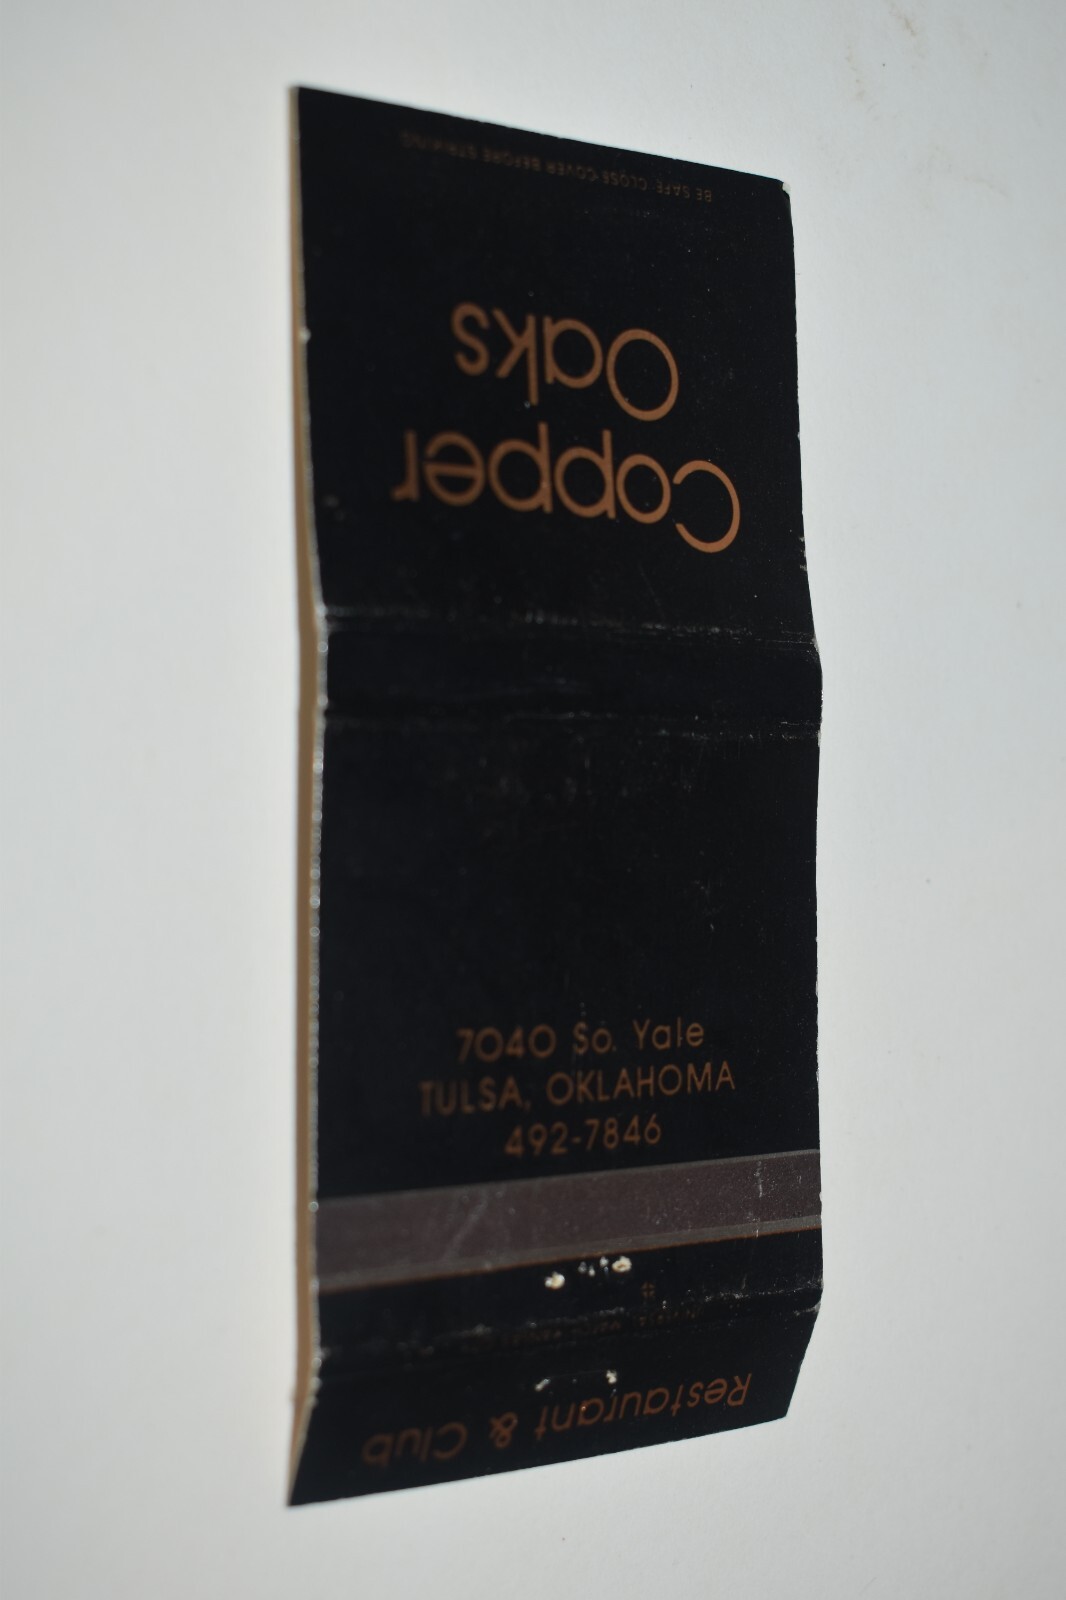 BE SAFE. CLOSE COVER BEFORE STRIKING
Copper
Oaks
7040 So. Yale
TULSA, OKLAHOMA
492-7846
Restaurant & Club